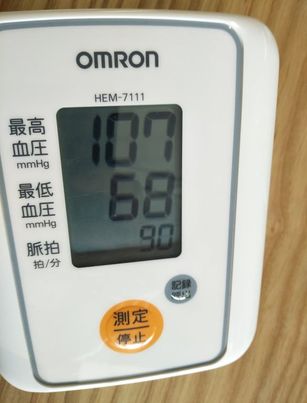 OMRON
HEM-7111
最高
血圧
mmHg
107
最低
血圧
mmHg
68
脈拍
拍/分
90
記録
測定
停止